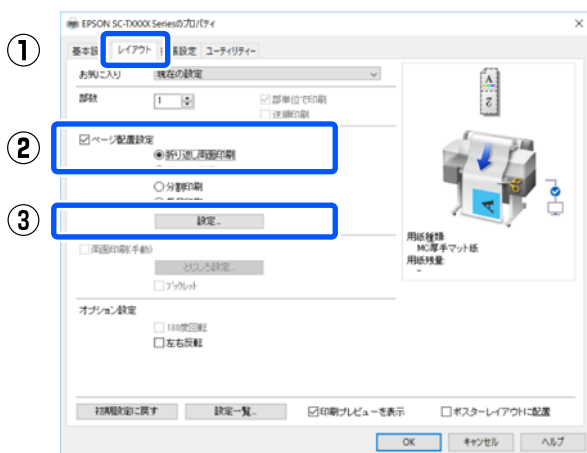 EPSON SC-TXXXX Seriesのプロパティ
①
基本設 レイアウト 設定 ユーティリティー
お気に入り 現在の設定
部数 1 部単位で印刷
逆順印刷
②
ページ配置設定
折り返し両面印刷
分割印刷
③
設定...
両面印刷(手動)
とじしろ設定...
ブックレット
オプション設定
180度回転
左右反転
A
2
A
用紙種類:
MC厚手マット紙
用紙残量:
-
初期設定に戻す 設定一覧... 印刷プレビューを表示 ポスターレイアウトに配置
OK キャンセル ヘルプ